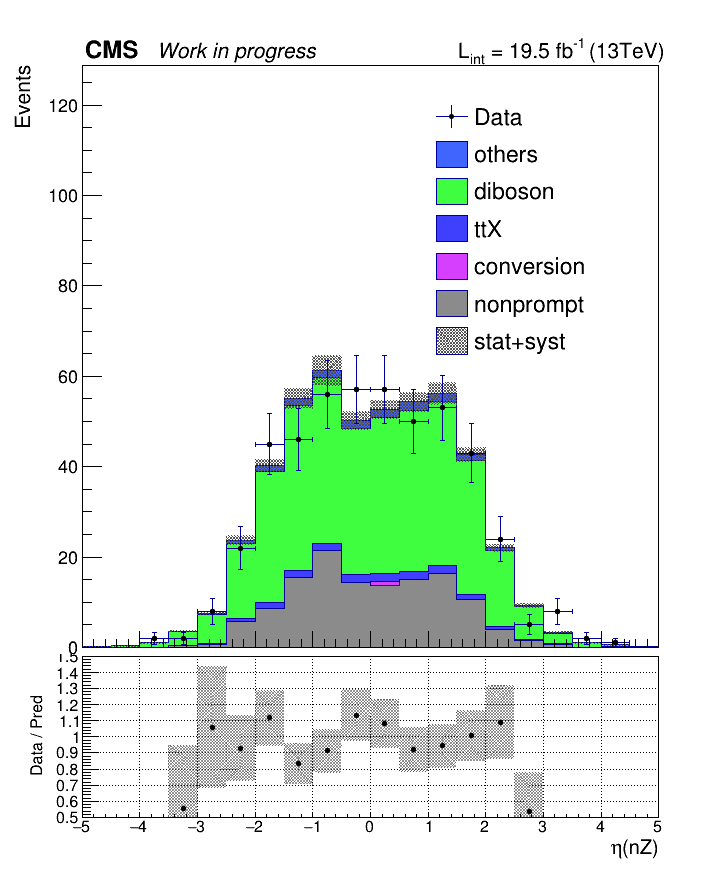 CMS Work in progress L_int = 19.5 fb^-1 (13TeV)
Events
120
100
80
60
40
20
0
Data
others
diboson
ttX
conversion
nonprompt
stat+syst
Data / Pred
1.5
1.4
1.3
1.2
1.1
1
0.9
0.8
0.7
0.6
0.5
−5 −4 −3 −2 −1 0 1 2 3 4 5
η(nZ)